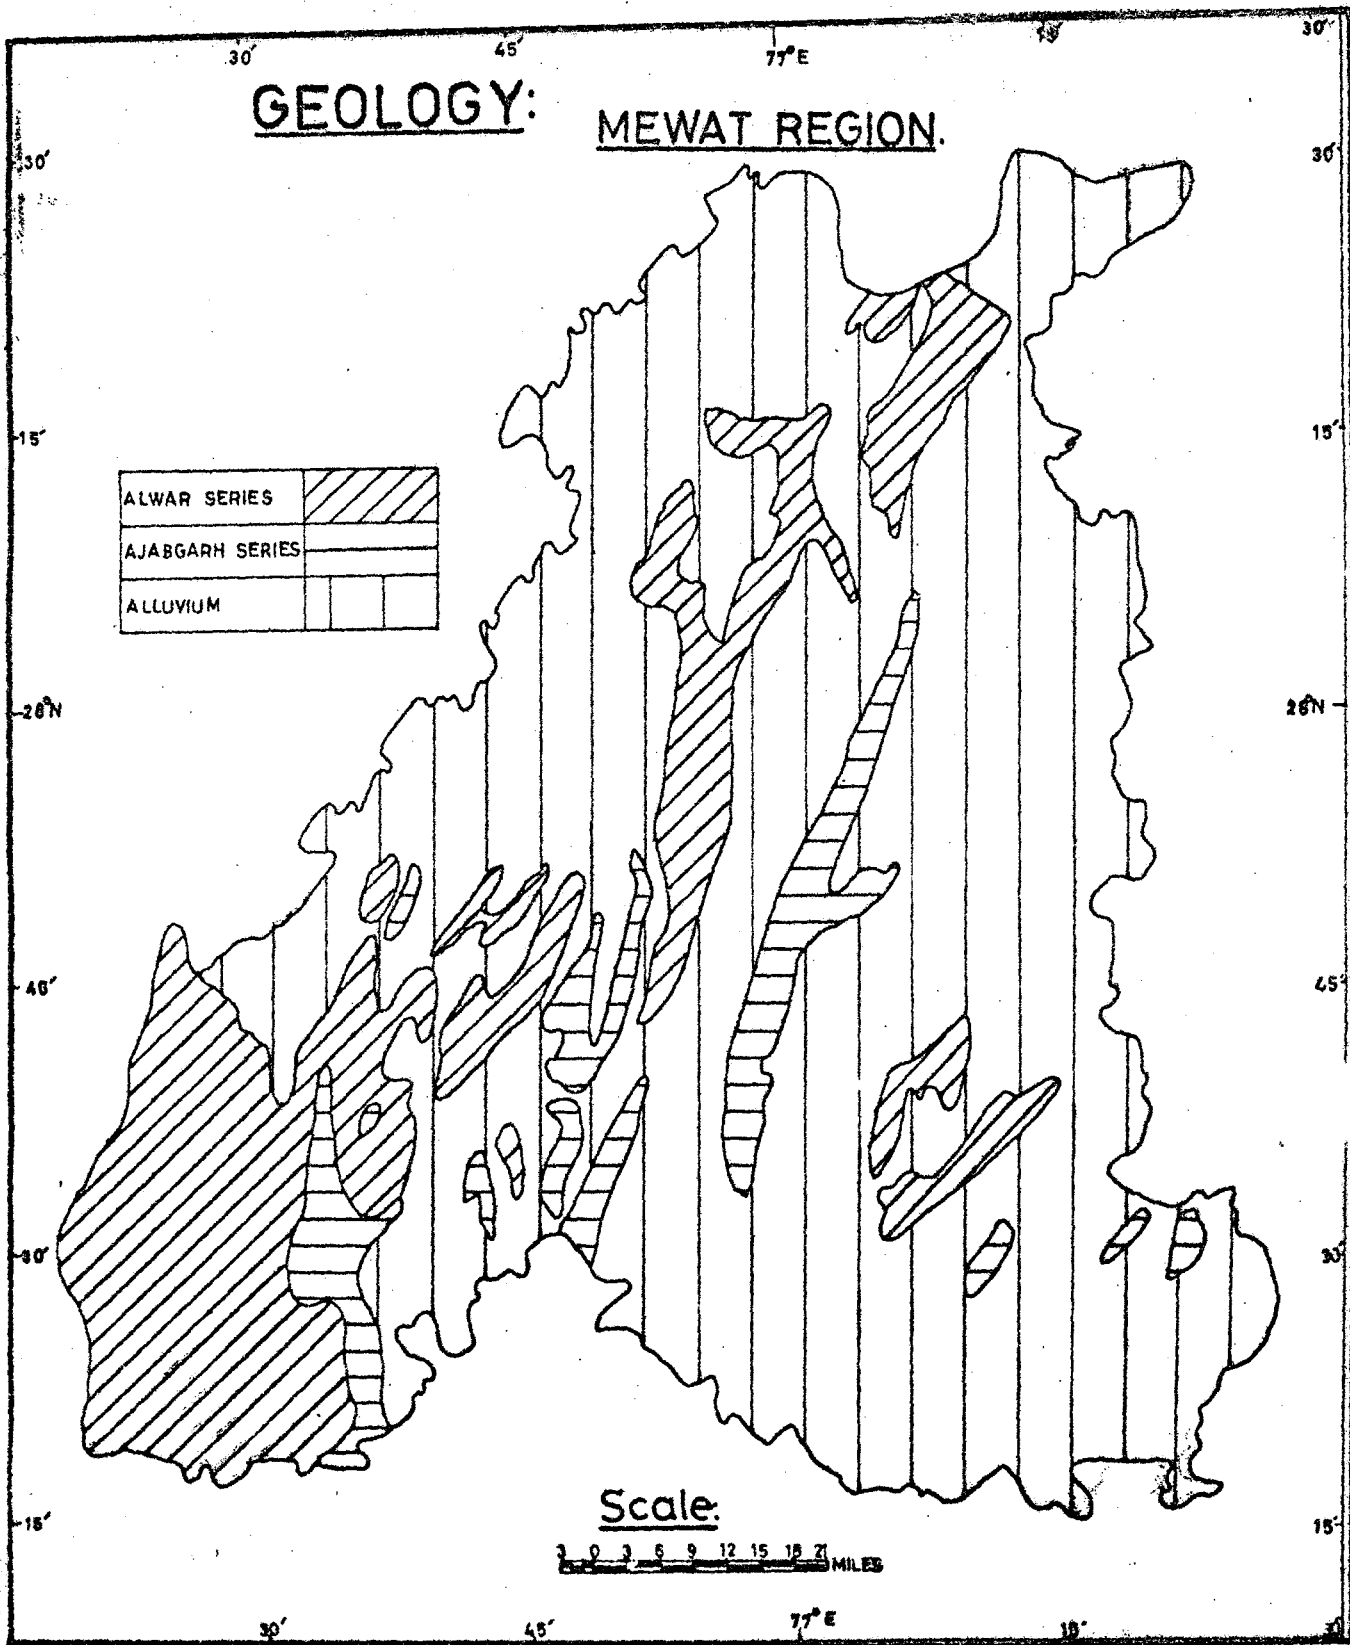 30′ 45′ 77°E 15′ 30′
GEOLOGY:
MEWAT REGION.
30′ 30′
15′ 15′
ALWAR SERIES
AJABGARH SERIES
ALLUVIUM
28°N 28°N
45′ 45′
30′ 30′
Scale:
15′ 15′
3 0 3 6 9 12 15 18 21
MILES
30′ 45′ 77°E 15′